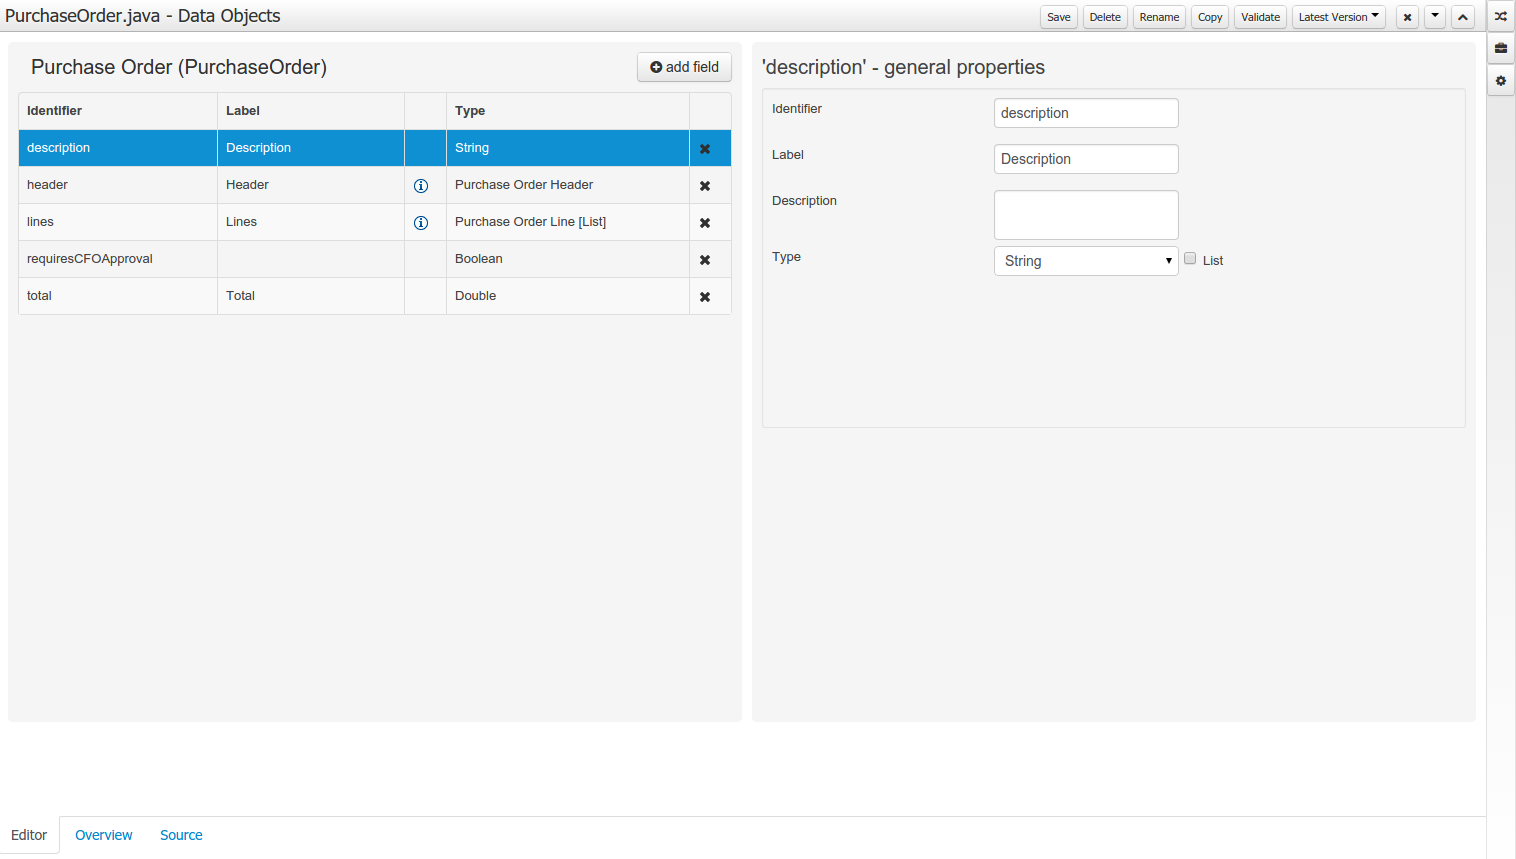 PurchaseOrder.java - Data Objects
Save Delete Rename Copy Validate Latest Version
Purchase Order (PurchaseOrder)
add field
Identifier Label Type
description Description String
header Header Purchase Order Header
lines Lines Purchase Order Line [List]
requiresCFOApproval Boolean
total Total Double
'description' - general properties
Identifier description
Label Description
Description
Type String List
Editor Overview Source